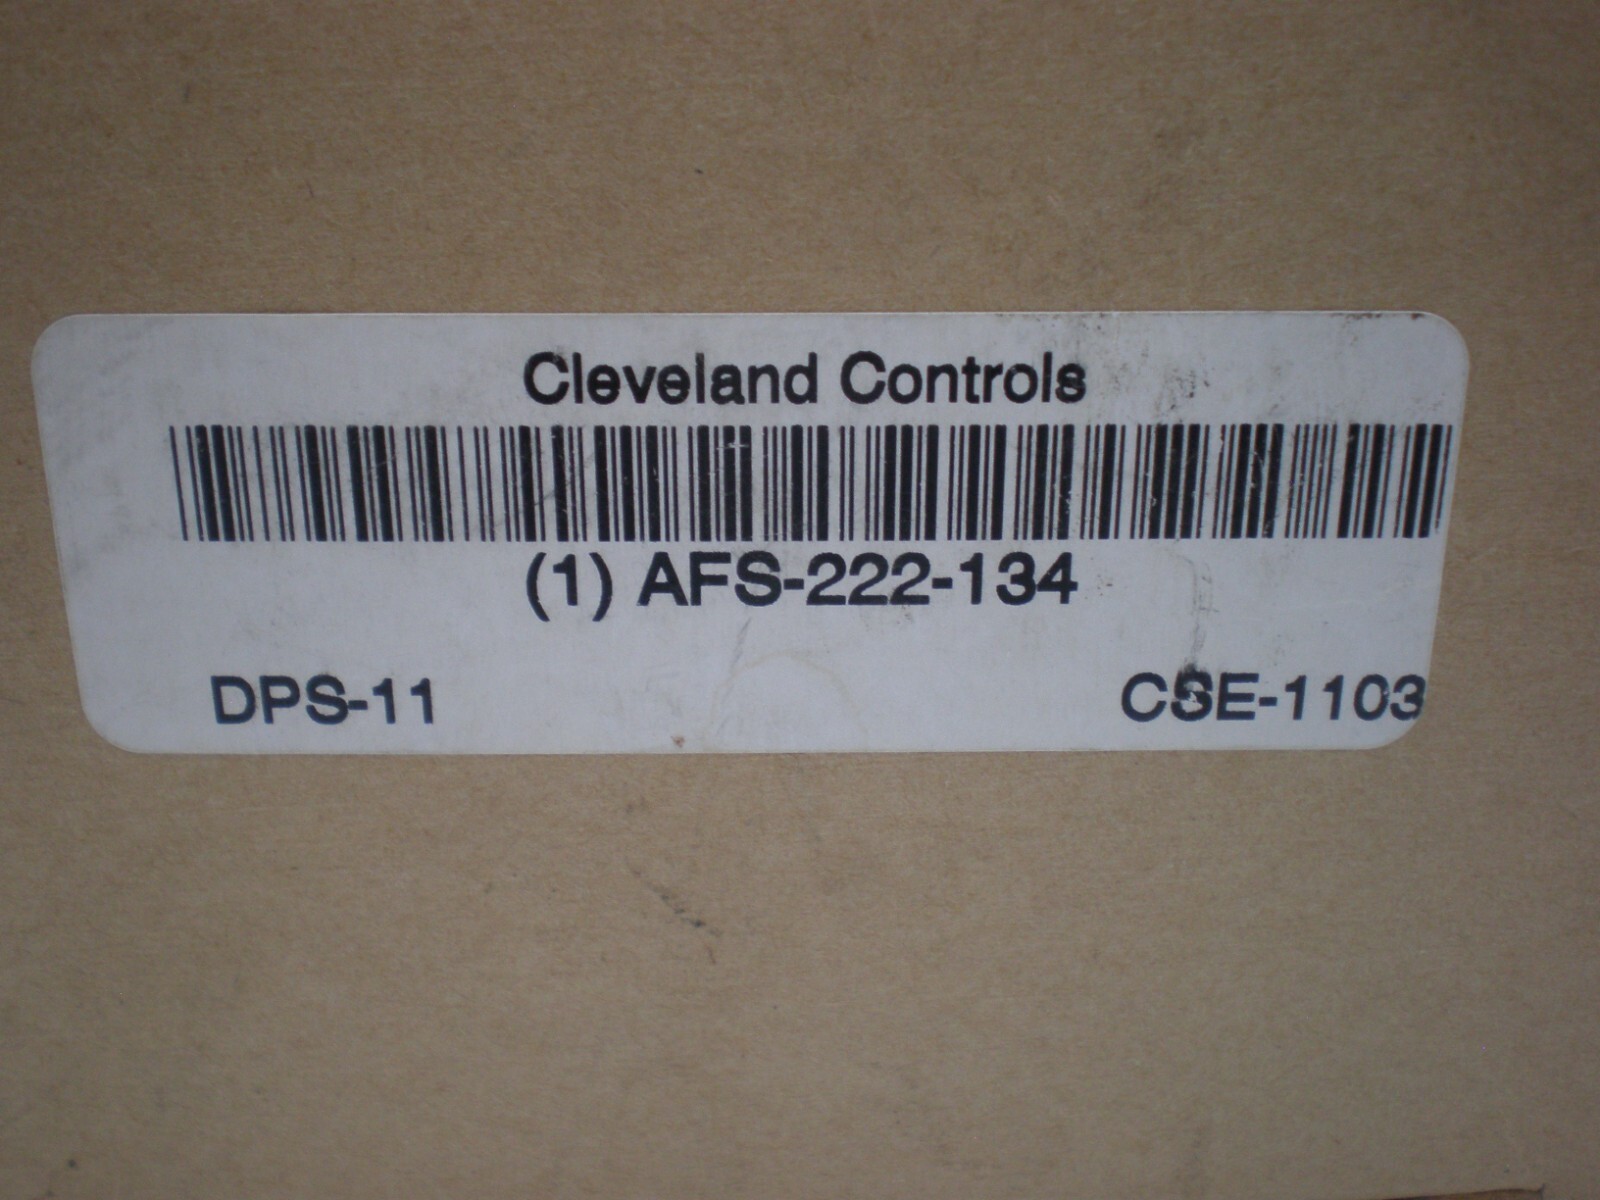 Cleveland Controls
(1) AFS-222-134
DPS-11 CSE-1103